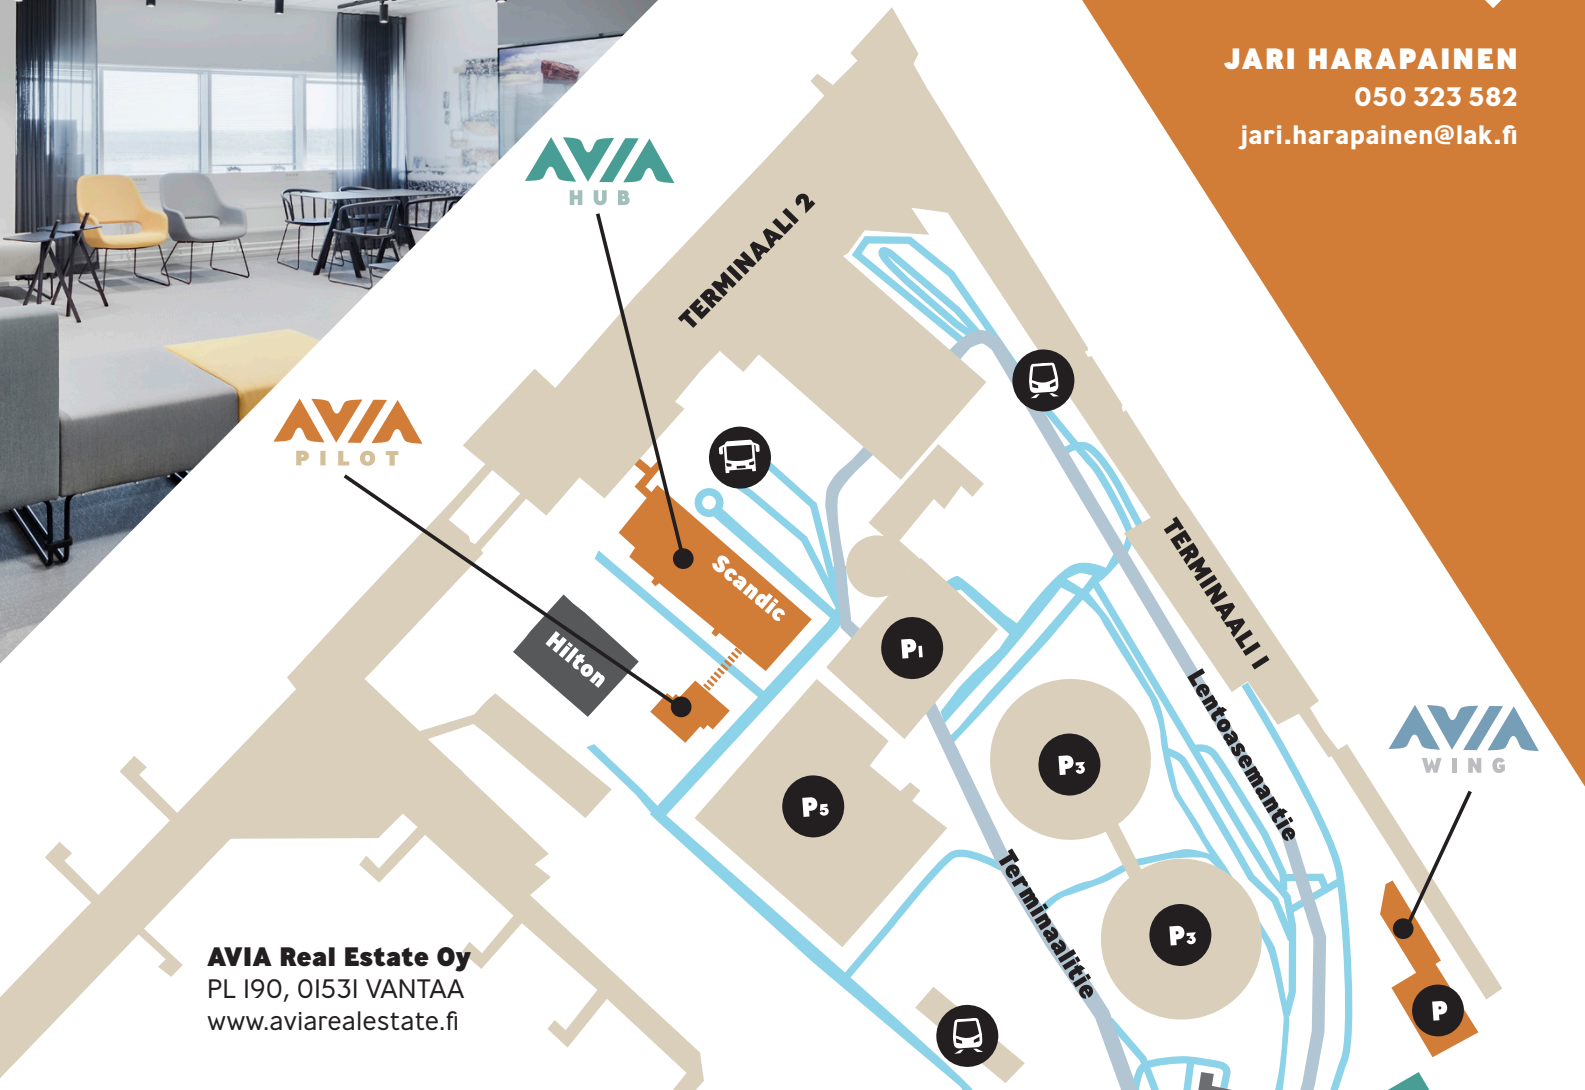 JARI HARAPAINEN
050 323 582
jari.harapainen@lak.fi
AVIA
HUB
TERMINAALI 2
AVIA
PILOT
Scandic
Hilton
TERMINAALI 1
P1
Lentoasemantie
AVIA
WING
P3
P5
Terminaalitie
P3
P
AVIA Real Estate Oy
PL 190, 01531 VANTAA
www.aviarealestate.fi